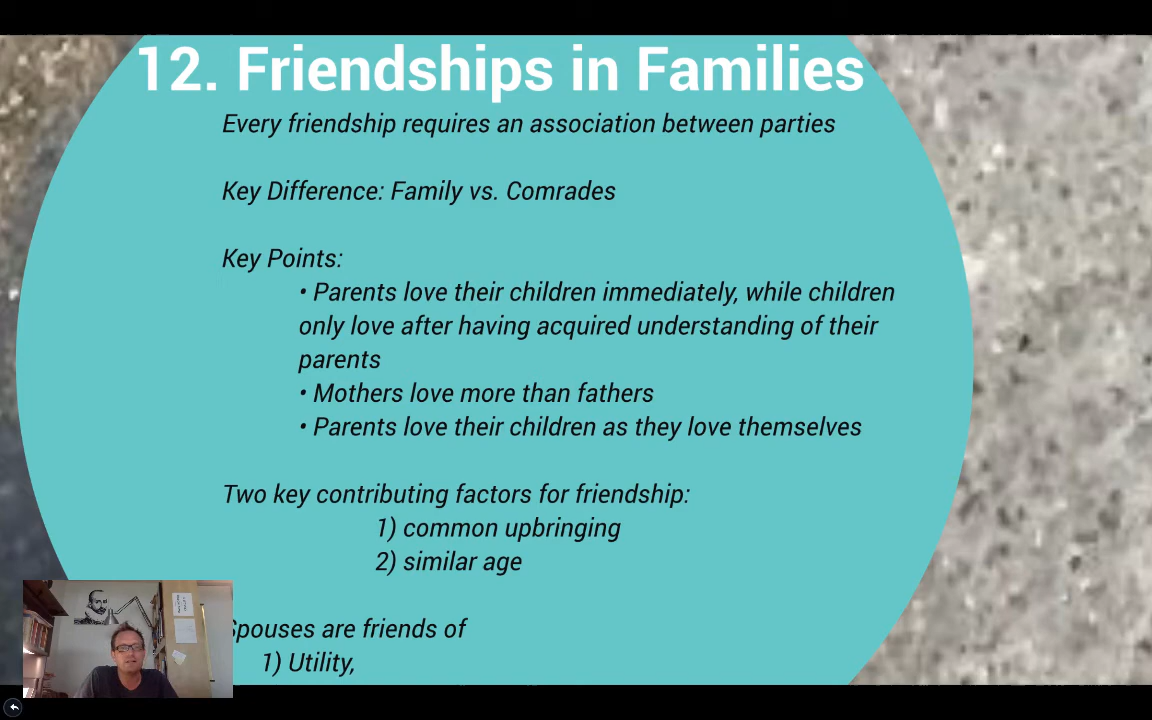 12. Friendships in Families
Every friendship requires an association between parties
Key Difference: Family vs. Comrades
Key Points:
• Parents love their children immediately, while children
only love after having acquired understanding of their
parents
• Mothers love more than fathers
• Parents love their children as they love themselves
Two key contributing factors for friendship:
1) common upbringing
2) similar age
Spouses are friends of
1) Utility,